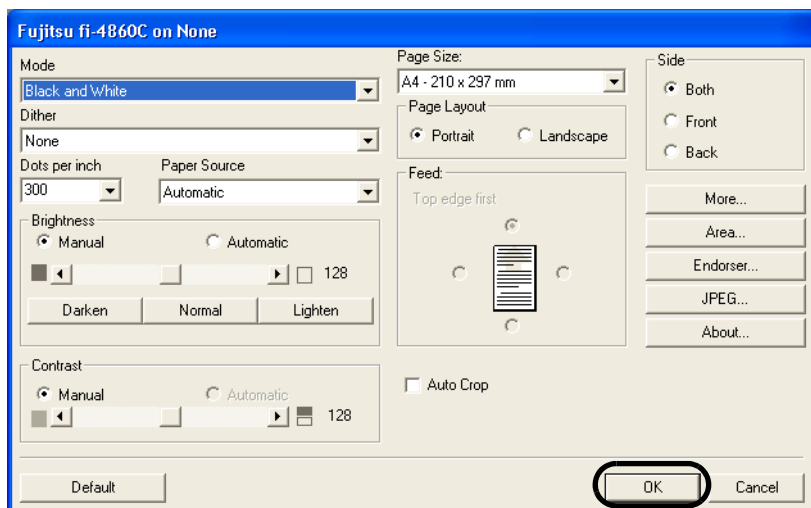 Fujitsu fi-4860C on None
Mode
Black and White
Dither
None
Dots per inch
Paper Source
300
Automatic
Brightness
Manual
Automatic
128
Darken
Normal
Lighten
Contrast
Manual
Automatic
128
Page Size:
A4 - 210 x 297 mm
Page Layout
Portrait
Landscape
Feed:
Top edge first
Auto Crop
Side
Both
Front
Back
More...
Area...
Endorser...
JPEG...
About...
Default
OK
Cancel